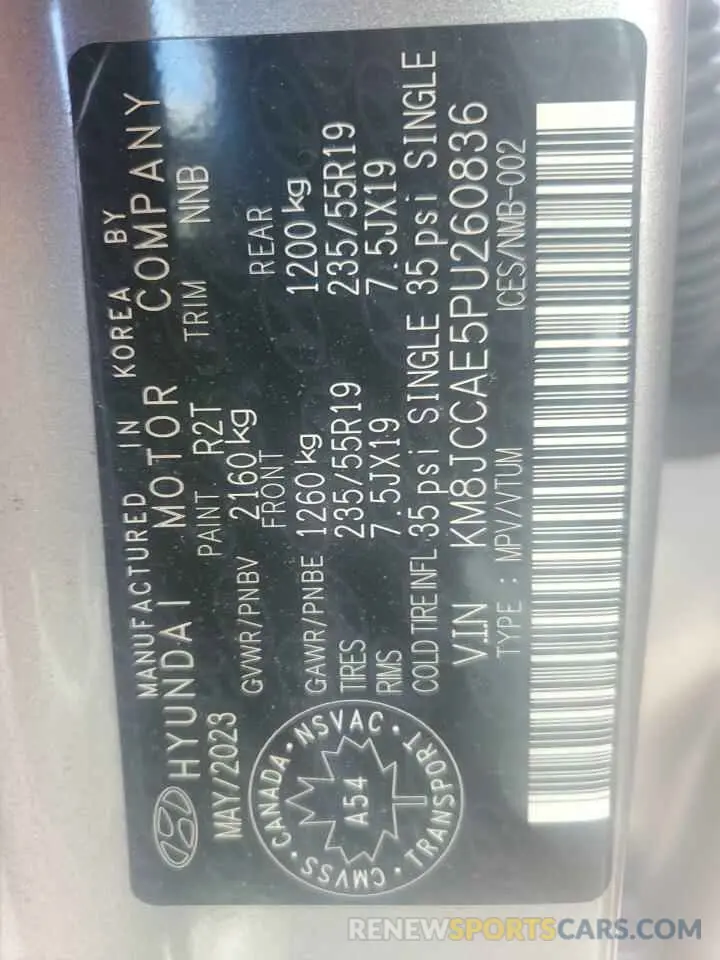 MANUFACTURED IN KOREA BY
HYUNDAI MOTOR COMPANY
MAY/2023 PAINT R2T TRIM NNB
GVWR/PNBV 2160 kg
FRONT REAR
GAWR/PNBE 1260 kg 1200 kg
TIRES 235/55R19 235/55R19
RIMS 7.5JX19 7.5JX19
COLD TIRE INFL 35 psi SINGLE 35 psi SINGLE
VIN KM8JCCAE5PU260836
TYPE : MPV/VTUM ICES/NMB-002
CMVSS • CANADA • NSVAC • TRANSPORT •
A54
RENEWSPORTSCARS.COM